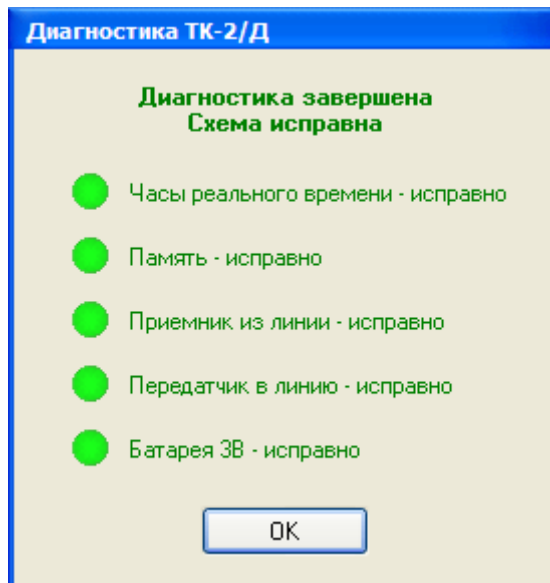 Диагностика ТК-2/Д
Диагностика завершена
Схема исправна
Часы реального времени - исправно
Память - исправно
Приемник из линии - исправно
Передатчик в линию - исправно
Батарея 3В - исправно
OK